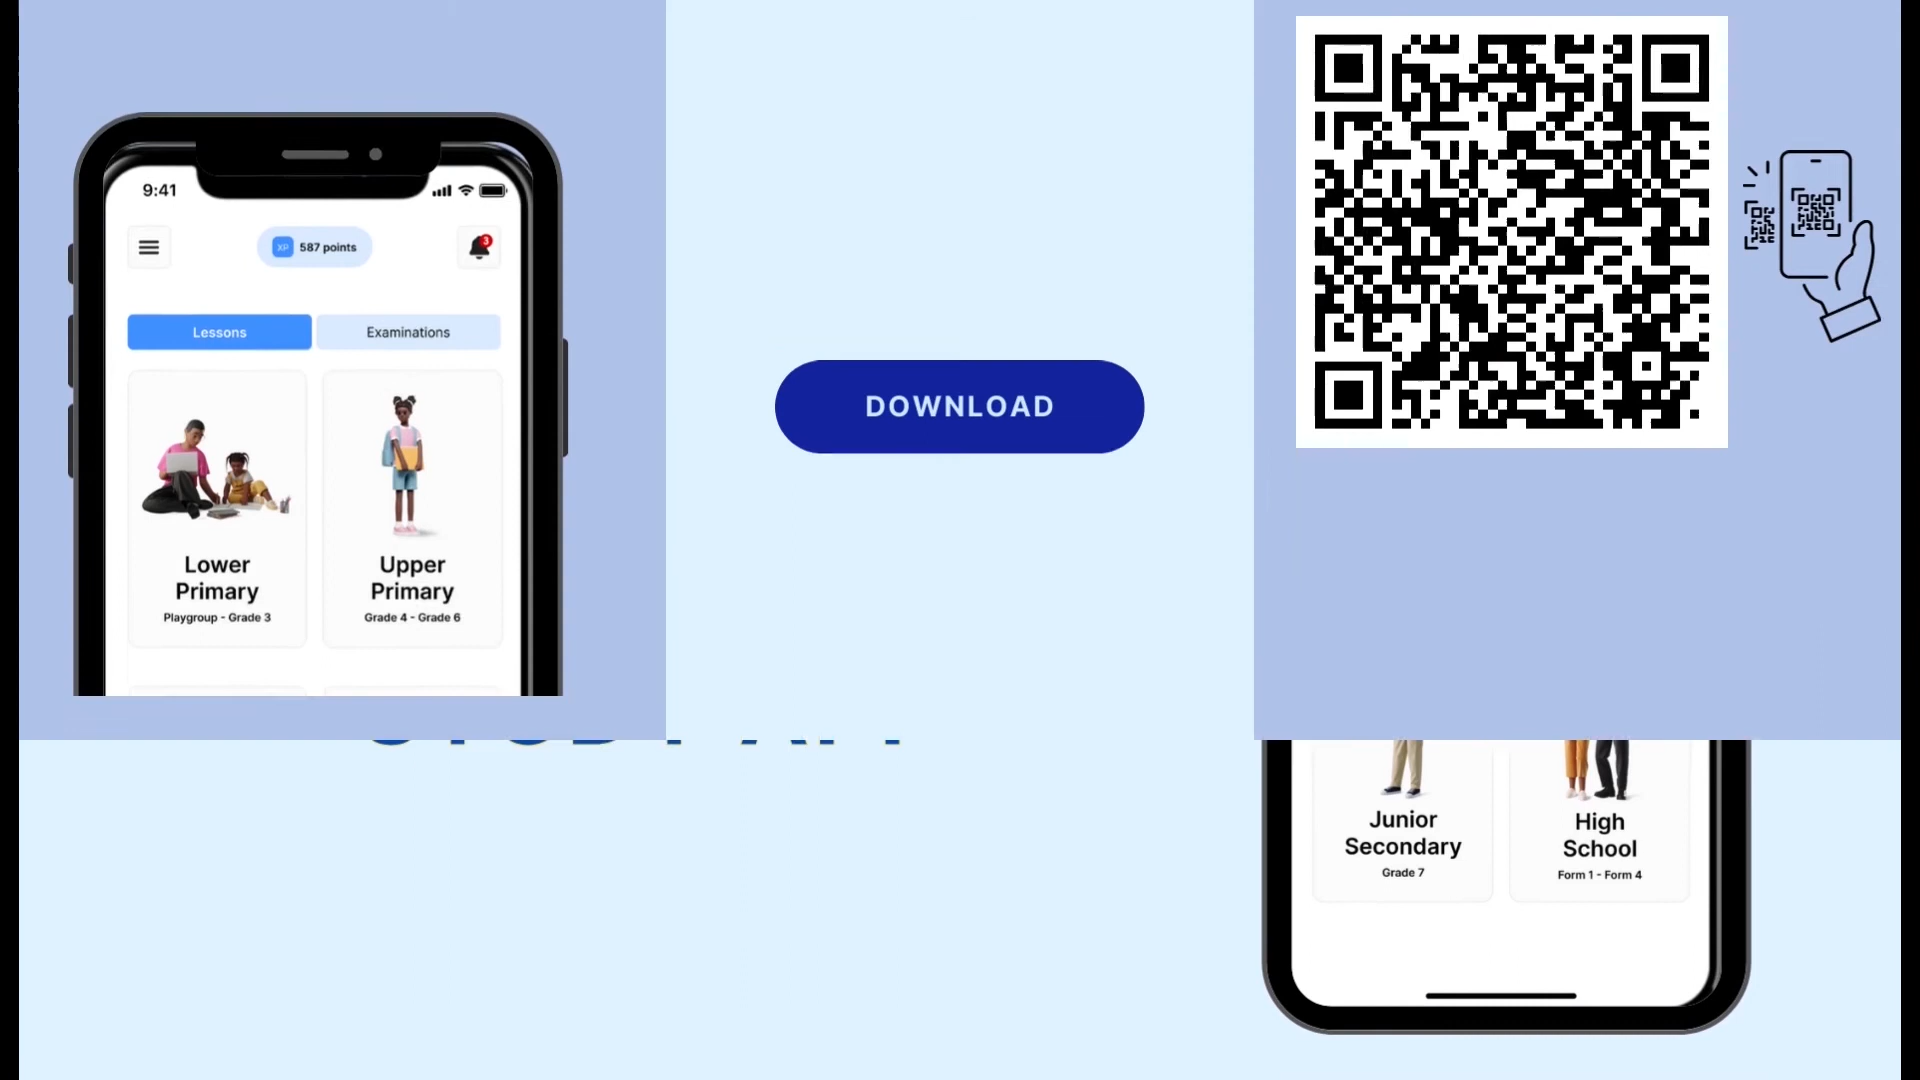 9:41
XP 587 points
3
Lessons
Examinations
Lower
Primary
Playgroup - Grade 3
Upper
Primary
Grade 4 - Grade 6
DOWNLOAD
Junior
Secondary
Grade 7
High
School
Form 1 - Form 4